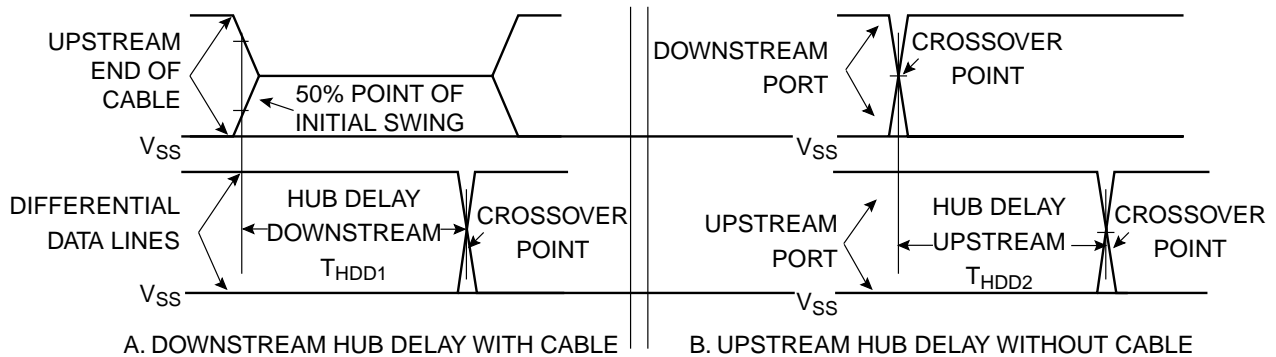 UPSTREAM
END OF
CABLE
50% POINT OF
INITIAL SWING
VSS
DIFFERENTIAL
DATA LINES
HUB DELAY
DOWNSTREAM
THDD1
CROSSOVER
POINT
VSS
A. DOWNSTREAM HUB DELAY WITH CABLE
DOWNSTREAM
PORT
CROSSOVER
POINT
VSS
UPSTREAM
PORT
HUB DELAY
UPSTREAM
THDD2
CROSSOVER
POINT
VSS
B. UPSTREAM HUB DELAY WITHOUT CABLE